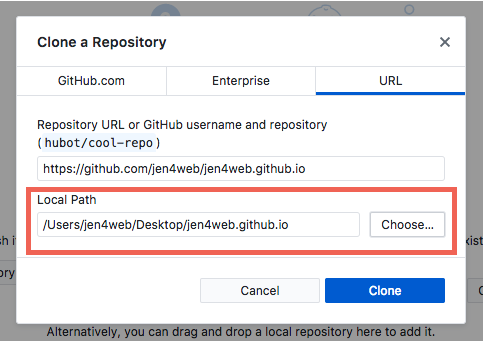 Clone a Repository
GitHub.com
Enterprise
URL
Repository URL or GitHub username and repository
(hubot/cool-repo)
https://github.com/jen4web/jen4web.github.io
Local Path
/Users/jen4web/Desktop/jen4web.github.io
Choose...
Cancel
Clone
Alternatively, you can drag and drop a local repository here to add it.